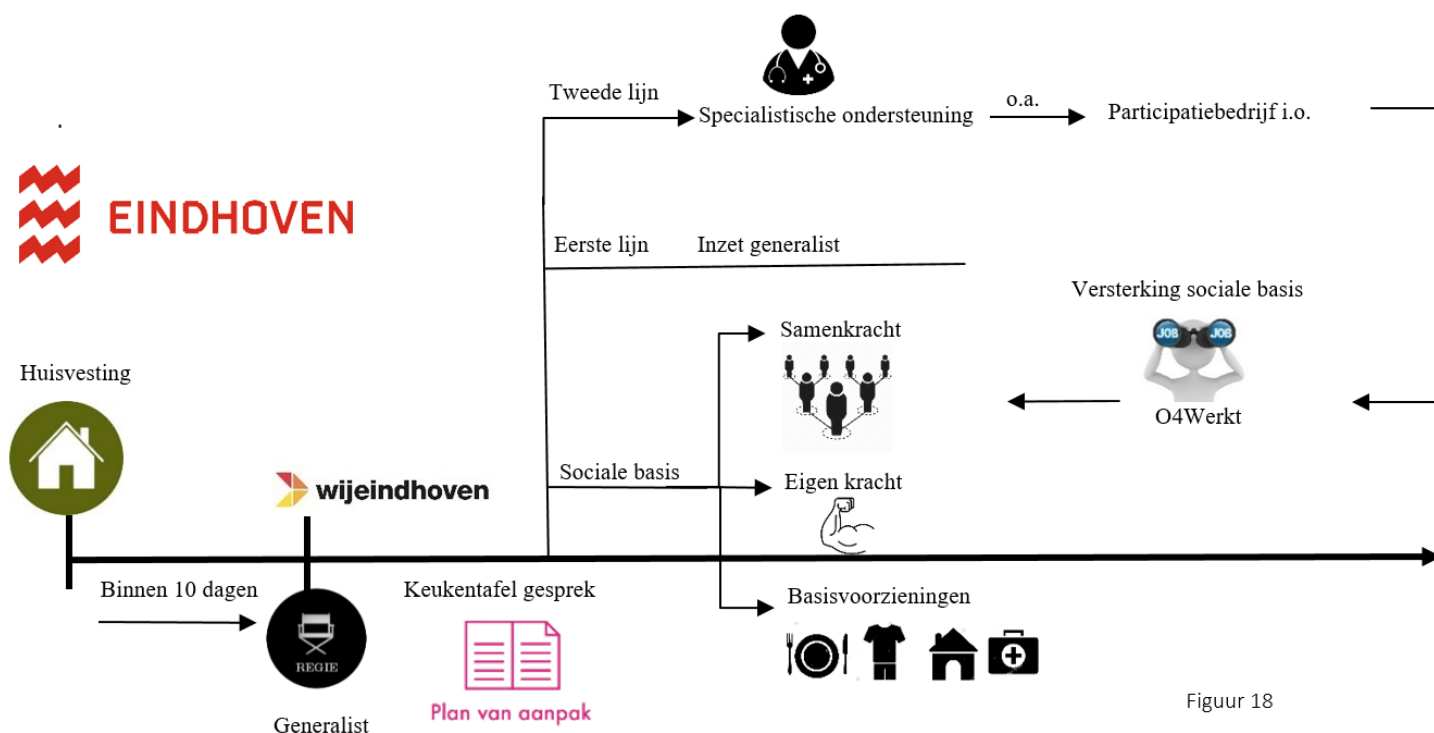 Tweede lijn
Specialistische ondersteuning
o.a.
Participatiebedrijf i.o.
.
EINDHOVEN
Eerste lijn
Inzet generalist
Versterking sociale basis
JOB
JOB
O4Werkt
Samenkracht
Huisvesting
Sociale basis
Eigen kracht
wijeindhoven
Binnen 10 dagen
Keukentafel gesprek
Basisvoorzieningen
REGIE
Plan van aanpak
Generalist
Figuur 18